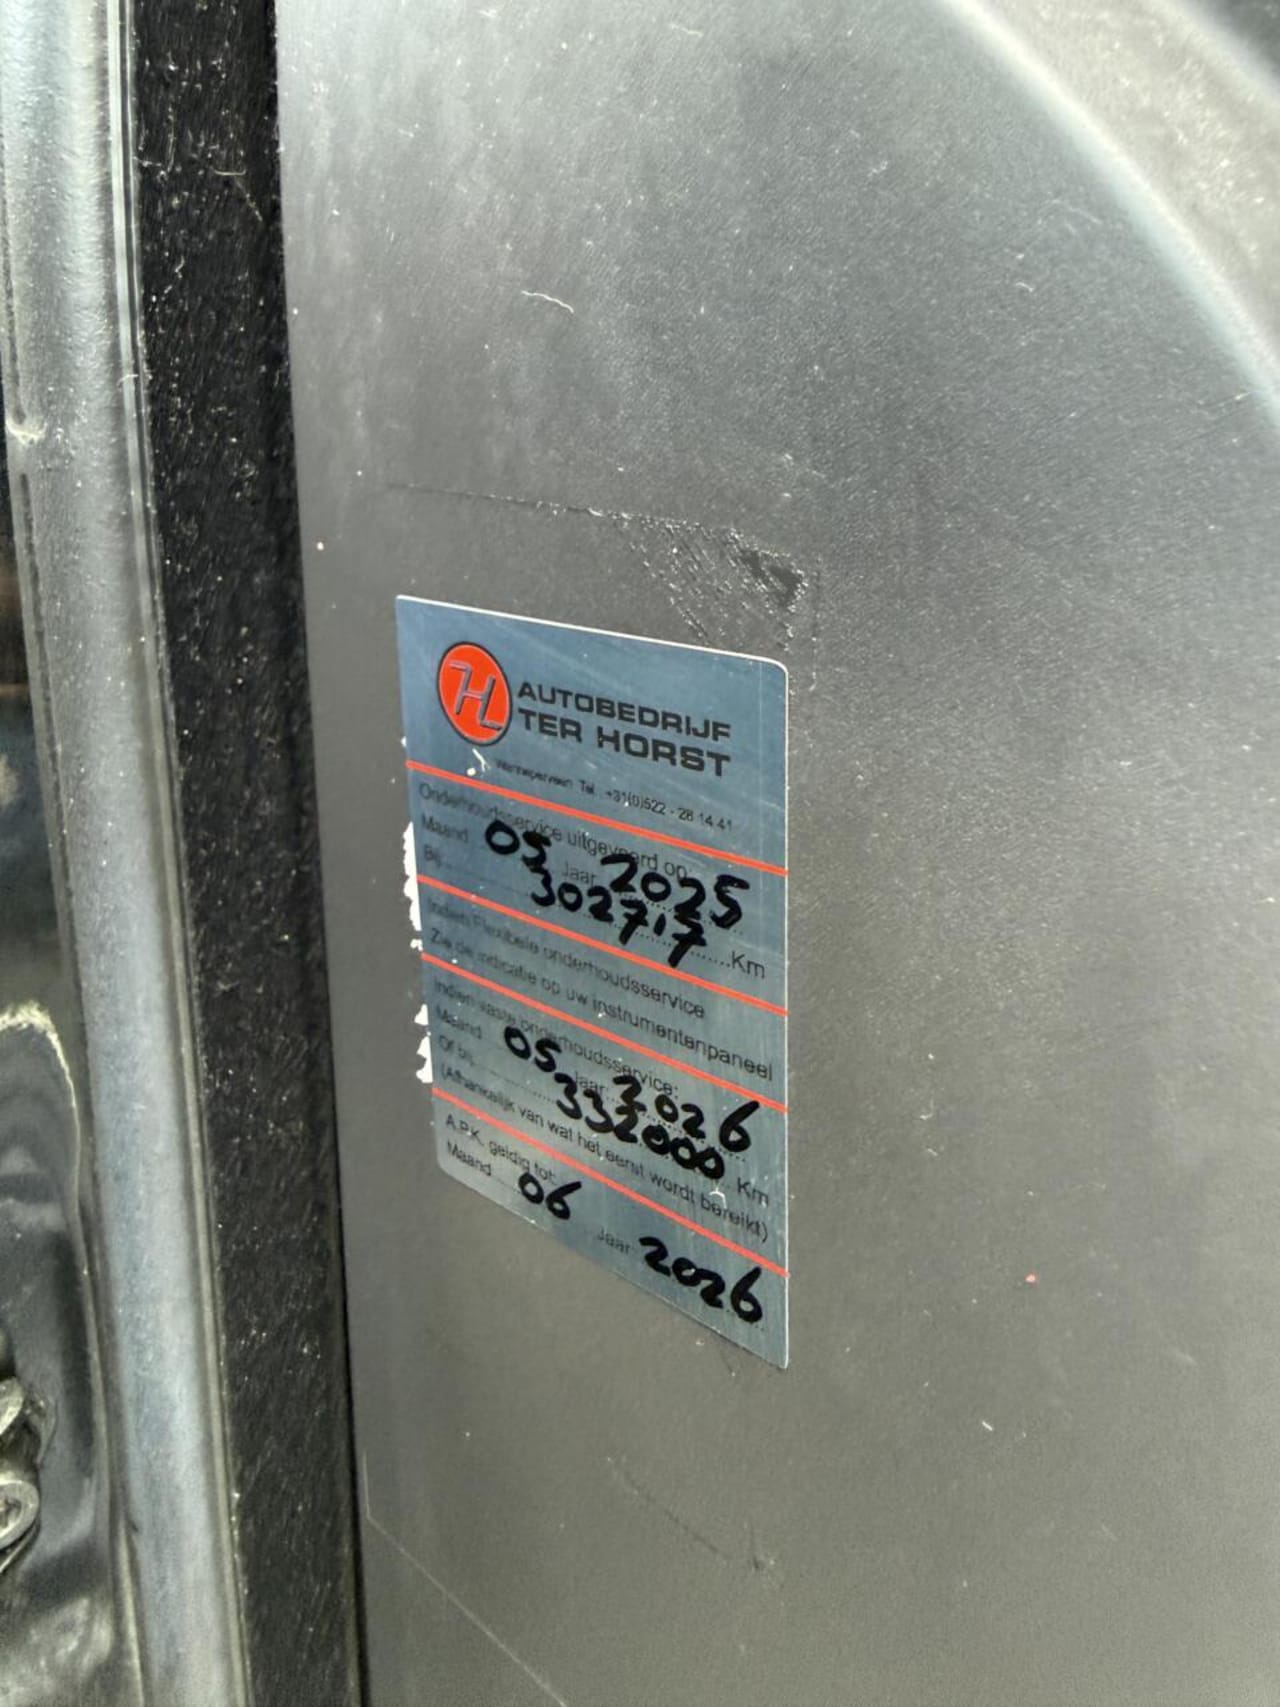 H
AUTOBEDRIJF
TER HORST
Wanneperveen Tel. +31(0)522 - 28 14 41
Onderhoudsservice uitgevoerd op:
Maand 05 Jaar 2025
Bij 302717 Km
Indien Flexibele onderhoudsservice
Zie de indicatie op uw instrumentenpaneel
Indien vaste onderhoudsservice:
Maand 05 Jaar: 2026
Of bij 332000 Km
(Afhankelijk van wat het eerst wordt bereikt)
A.P.K. geldig tot:
Maand 06 Jaar 2026